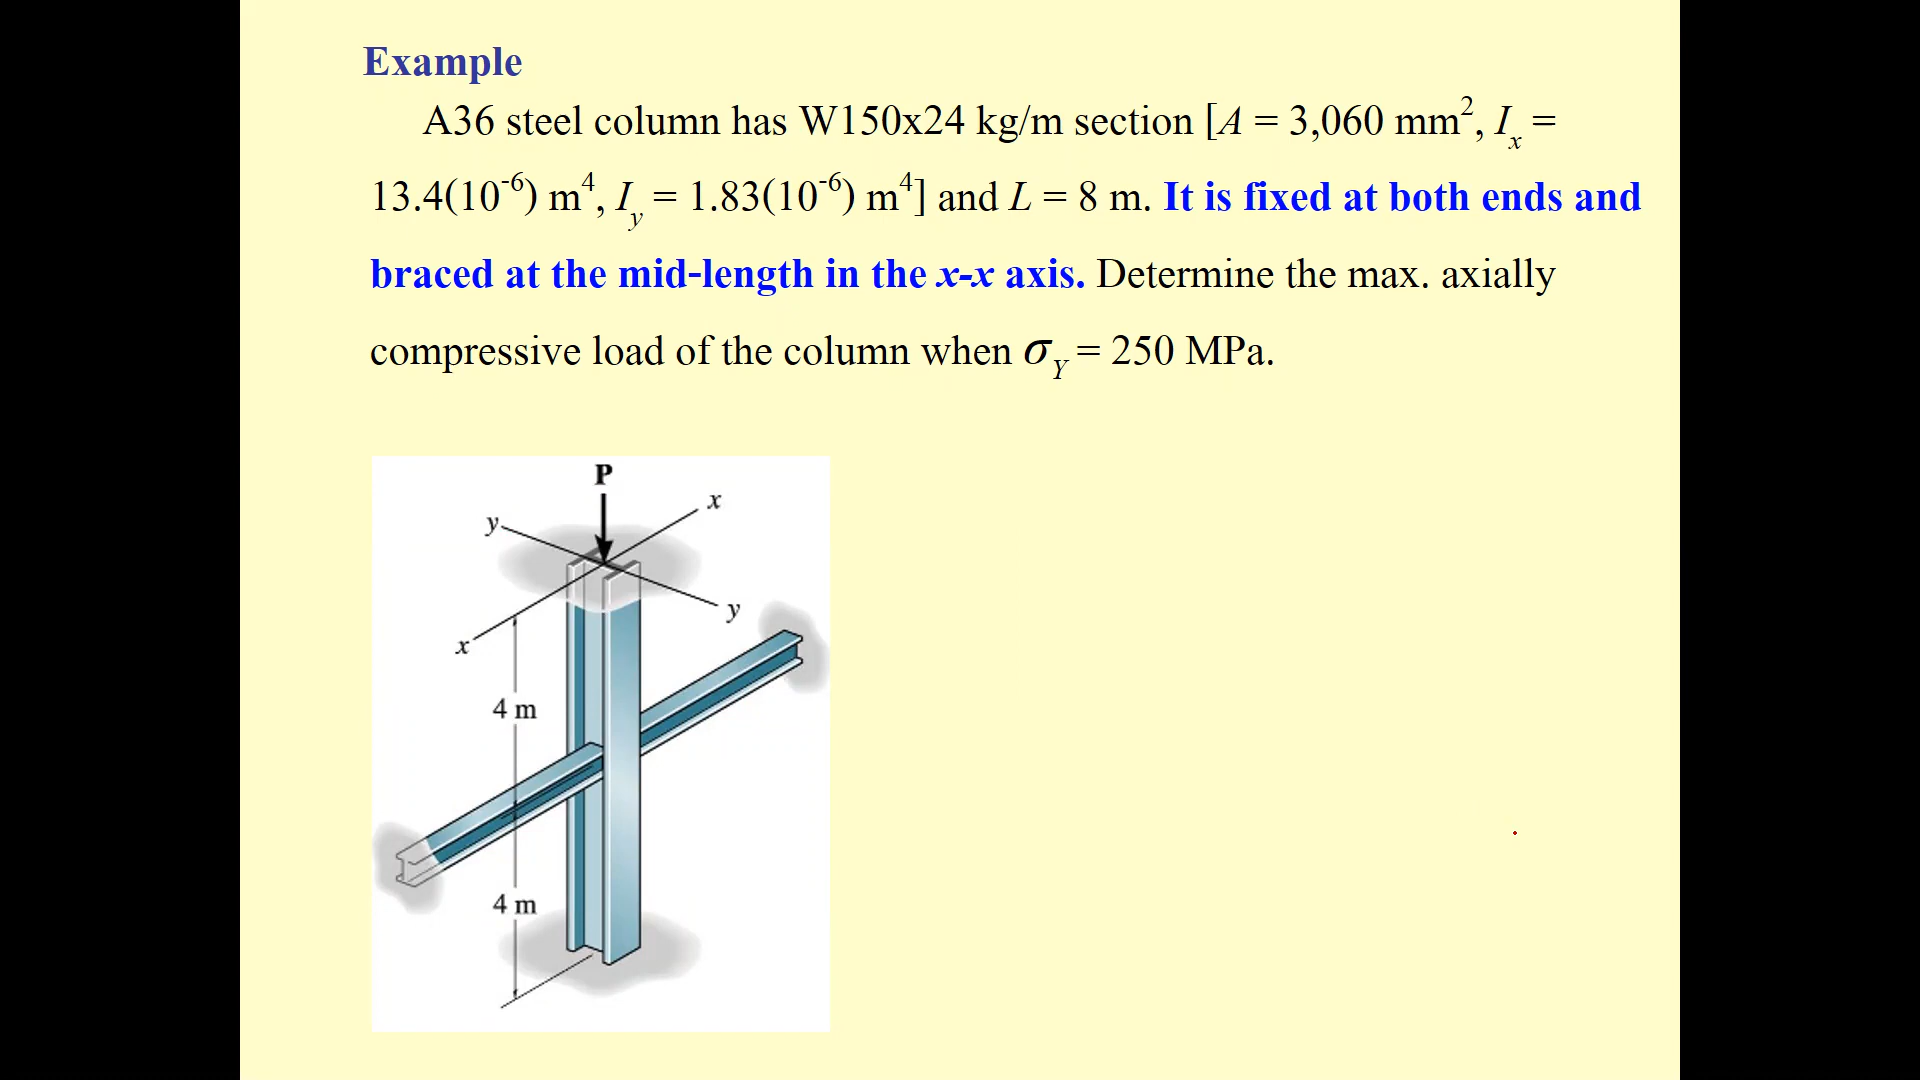 Example
A36 steel column has W150x24 kg/m section [A = 3,060 mm², Iₓ =
13.4(10⁻⁶) m⁴, I_y = 1.83(10⁻⁶) m⁴] and L = 8 m. It is fixed at both ends and
braced at the mid-length in the x-x axis. Determine the max. axially
compressive load of the column when σ_Y = 250 MPa.
P
x
y
y
x
4 m
4 m